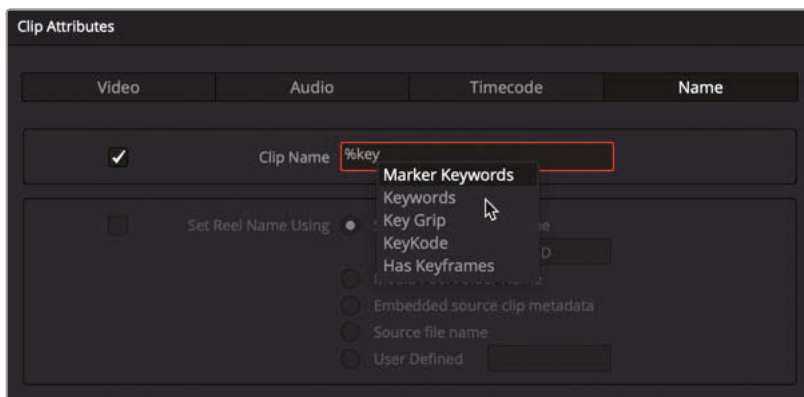 Clip Attributes
Video Audio Timecode Name
Clip Name %key
Marker Keywords
Keywords
Set Reel Name Using
Key Grip
KeyKode
Has Keyframes
Embedded source clip metadata
Source file name
User Defined